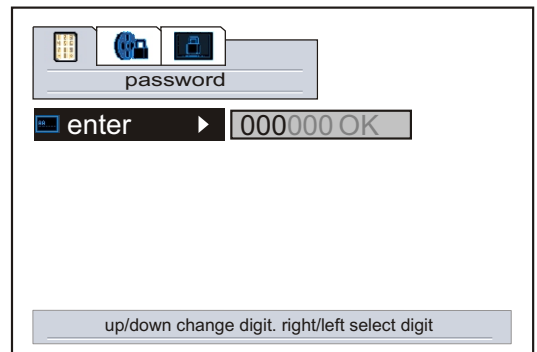 password
enter
000000 OK
up/down change digit. right/left select digit